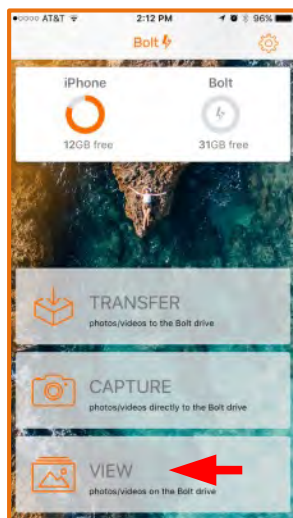 AT&T 2:12 PM 96%
Bolt
iPhone Bolt
12GB free 31GB free
TRANSFER
photos/videos to the Bolt drive
CAPTURE
photos/videos directly to the Bolt drive
VIEW
photos/videos on the Bolt drive